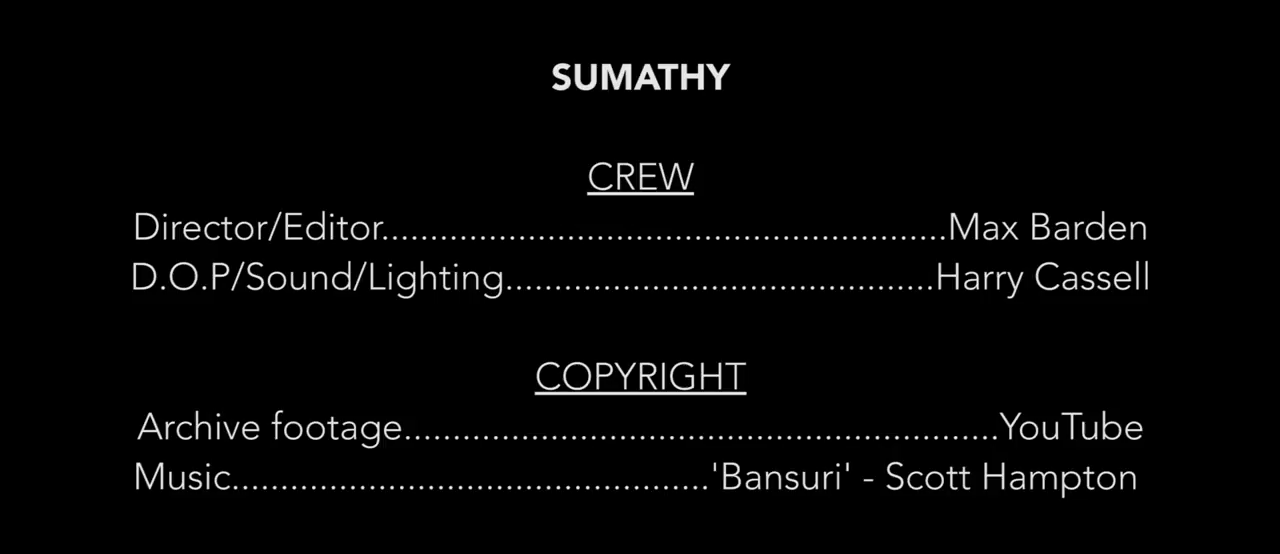 SUMATHY
CREW
Director/Editor..........................................................Max Barden
D.O.P/Sound/Lighting............................................Harry Cassell
COPYRIGHT
Archive footage.............................................................YouTube
Music.................................................'Bansuri' - Scott Hampton